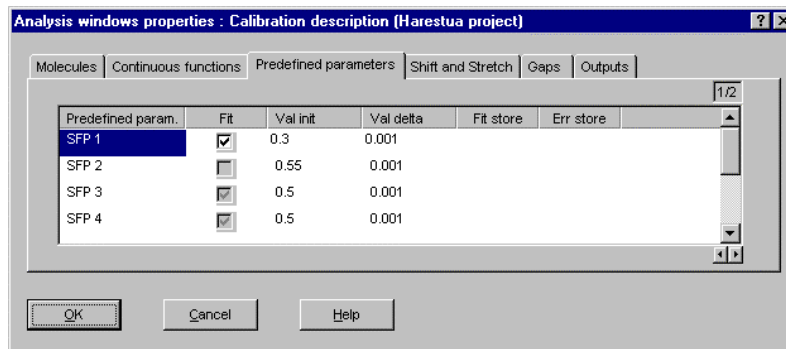 Analysis windows properties : Calibration description (Harestua project)
Molecules Continuous functions Predefined parameters Shift and Stretch Gaps Outputs
1/2
Predefined param. Fit Val init Val delta Fit store Err store
SFP 1 0.3 0.001
SFP 2 0.55 0.001
SFP 3 0.5 0.001
SFP 4 0.5 0.001
OK Cancel Help